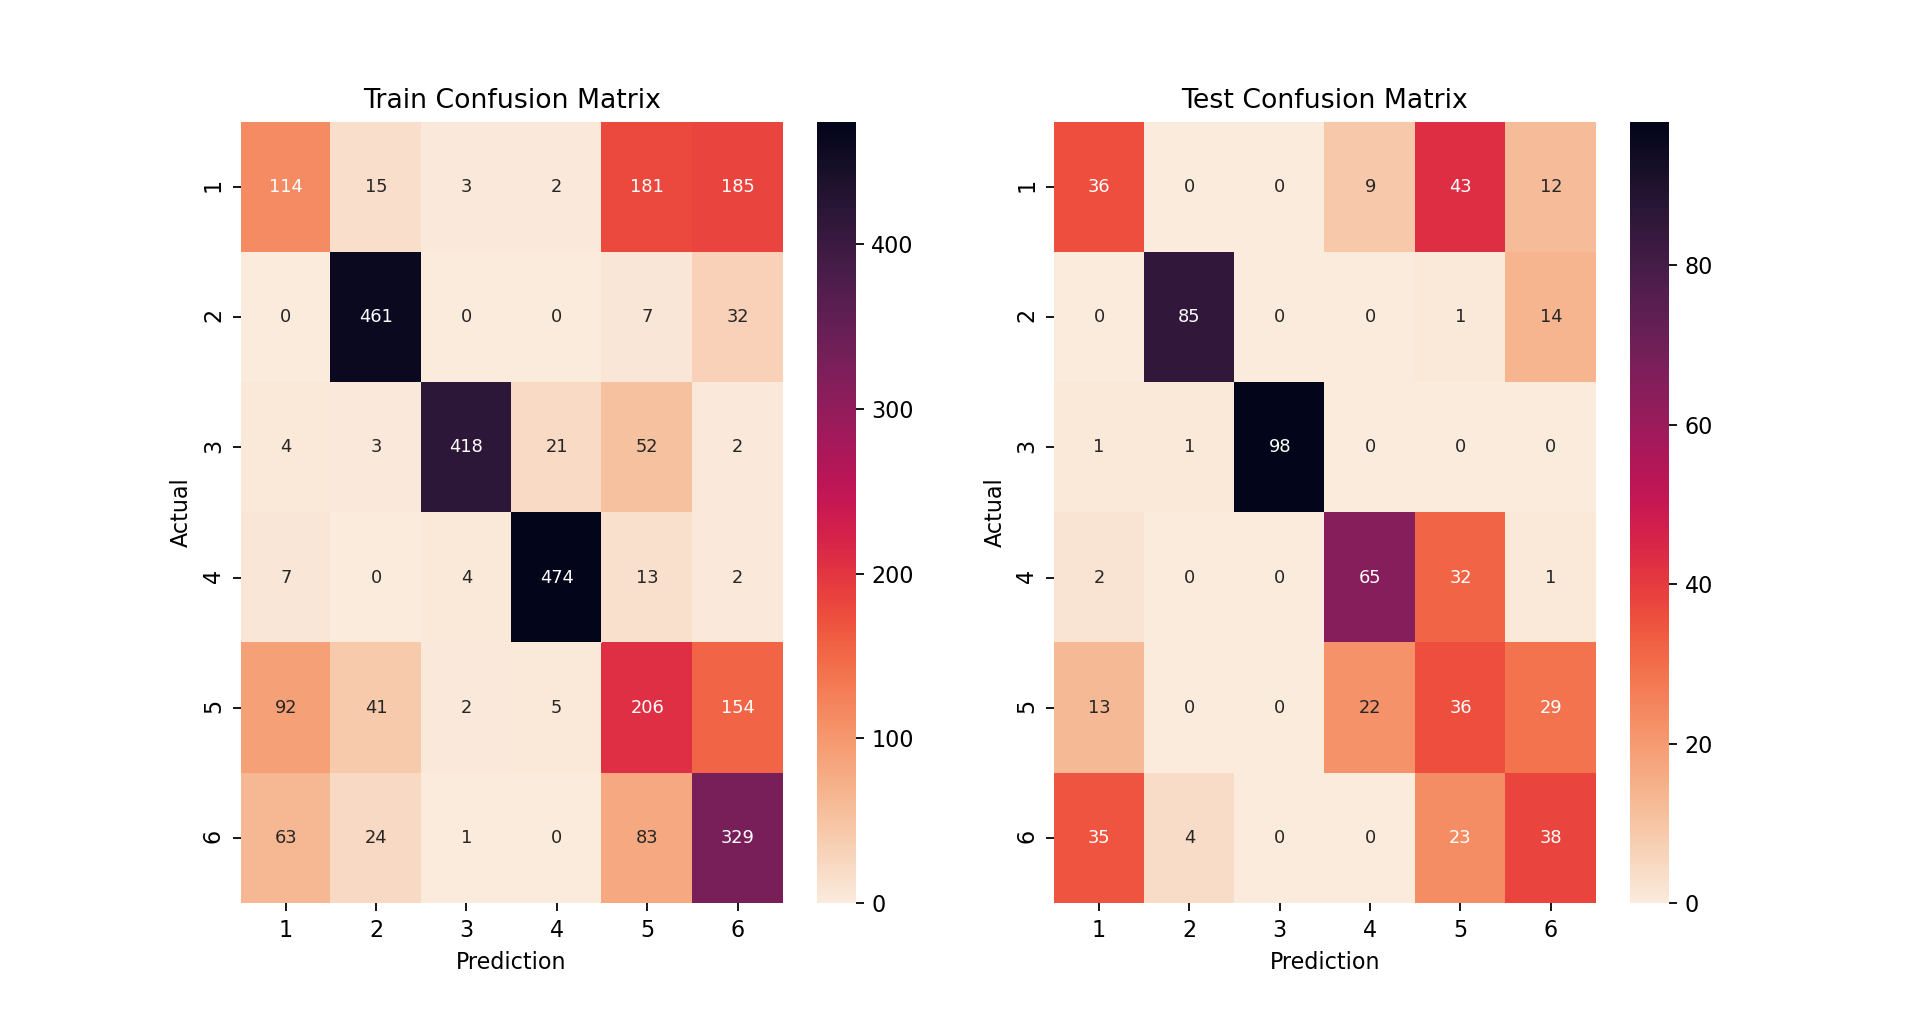 Train Confusion Matrix
1 114 15 3 2 181 185
2 0 461 0 0 7 32
3 4 3 418 21 52 2
4 7 0 4 474 13 2
5 92 41 2 5 206 154
6 63 24 1 0 83 329
1 2 3 4 5 6
Prediction
Actual
400
300
200
100
0
Test Confusion Matrix
1 36 0 0 9 43 12
2 0 85 0 0 1 14
3 1 1 98 0 0 0
4 2 0 0 65 32 1
5 13 0 0 22 36 29
6 35 4 0 0 23 38
1 2 3 4 5 6
Prediction
Actual
80
60
40
20
0